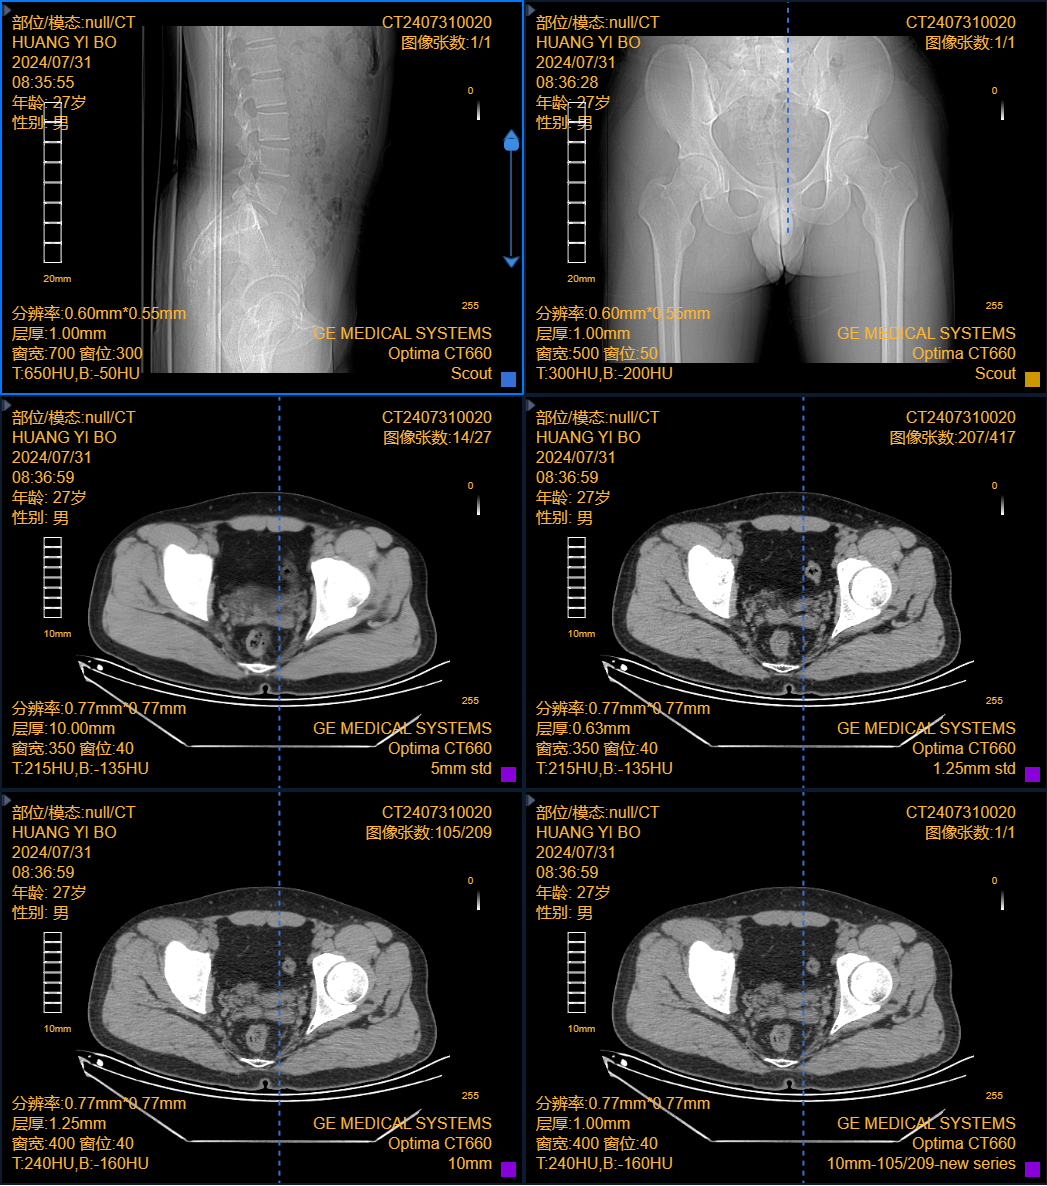 部位/模态:null/CT
HUANG YI BO
2024/07/31
08:35:55
年龄: 27岁
性别: 男
CT2407310020
图像张数:1/1
0
20mm
255
分辨率:0.60mm*0.55mm
层厚:1.00mm
窗宽:700 窗位:300
T:650HU,B:-50HU
GE MEDICAL SYSTEMS
Optima CT660
Scout
部位/模态:null/CT
HUANG YI BO
2024/07/31
08:36:28
年龄: 27岁
性别: 男
CT2407310020
图像张数:1/1
0
20mm
255
分辨率:0.60mm*0.55mm
层厚:1.00mm
窗宽:500 窗位:50
T:300HU,B:-200HU
GE MEDICAL SYSTEMS
Optima CT660
Scout
部位/模态:null/CT
HUANG YI BO
2024/07/31
08:36:59
年龄: 27岁
性别: 男
CT2407310020
图像张数:14/27
0
10mm
255
分辨率:0.77mm*0.77mm
层厚:10.00mm
窗宽:350 窗位:40
T:215HU,B:-135HU
GE MEDICAL SYSTEMS
Optima CT660
5mm std
部位/模态:null/CT
HUANG YI BO
2024/07/31
08:36:59
年龄: 27岁
性别: 男
CT2407310020
图像张数:207/417
0
10mm
255
分辨率:0.77mm*0.77mm
层厚:0.63mm
窗宽:350 窗位:40
T:215HU,B:-135HU
GE MEDICAL SYSTEMS
Optima CT660
1.25mm std
部位/模态:null/CT
HUANG YI BO
2024/07/31
08:36:59
年龄: 27岁
性别: 男
CT2407310020
图像张数:105/209
0
10mm
255
分辨率:0.77mm*0.77mm
层厚:1.25mm
窗宽:400 窗位:40
T:240HU,B:-160HU
GE MEDICAL SYSTEMS
Optima CT660
10mm
部位/模态:null/CT
HUANG YI BO
2024/07/31
08:36:59
年龄: 27岁
性别: 男
CT2407310020
图像张数:1/1
0
10mm
255
分辨率:0.77mm*0.77mm
层厚:1.00mm
窗宽:400 窗位:40
T:240HU,B:-160HU
GE MEDICAL SYSTEMS
Optima CT660
10mm-105/209-new series